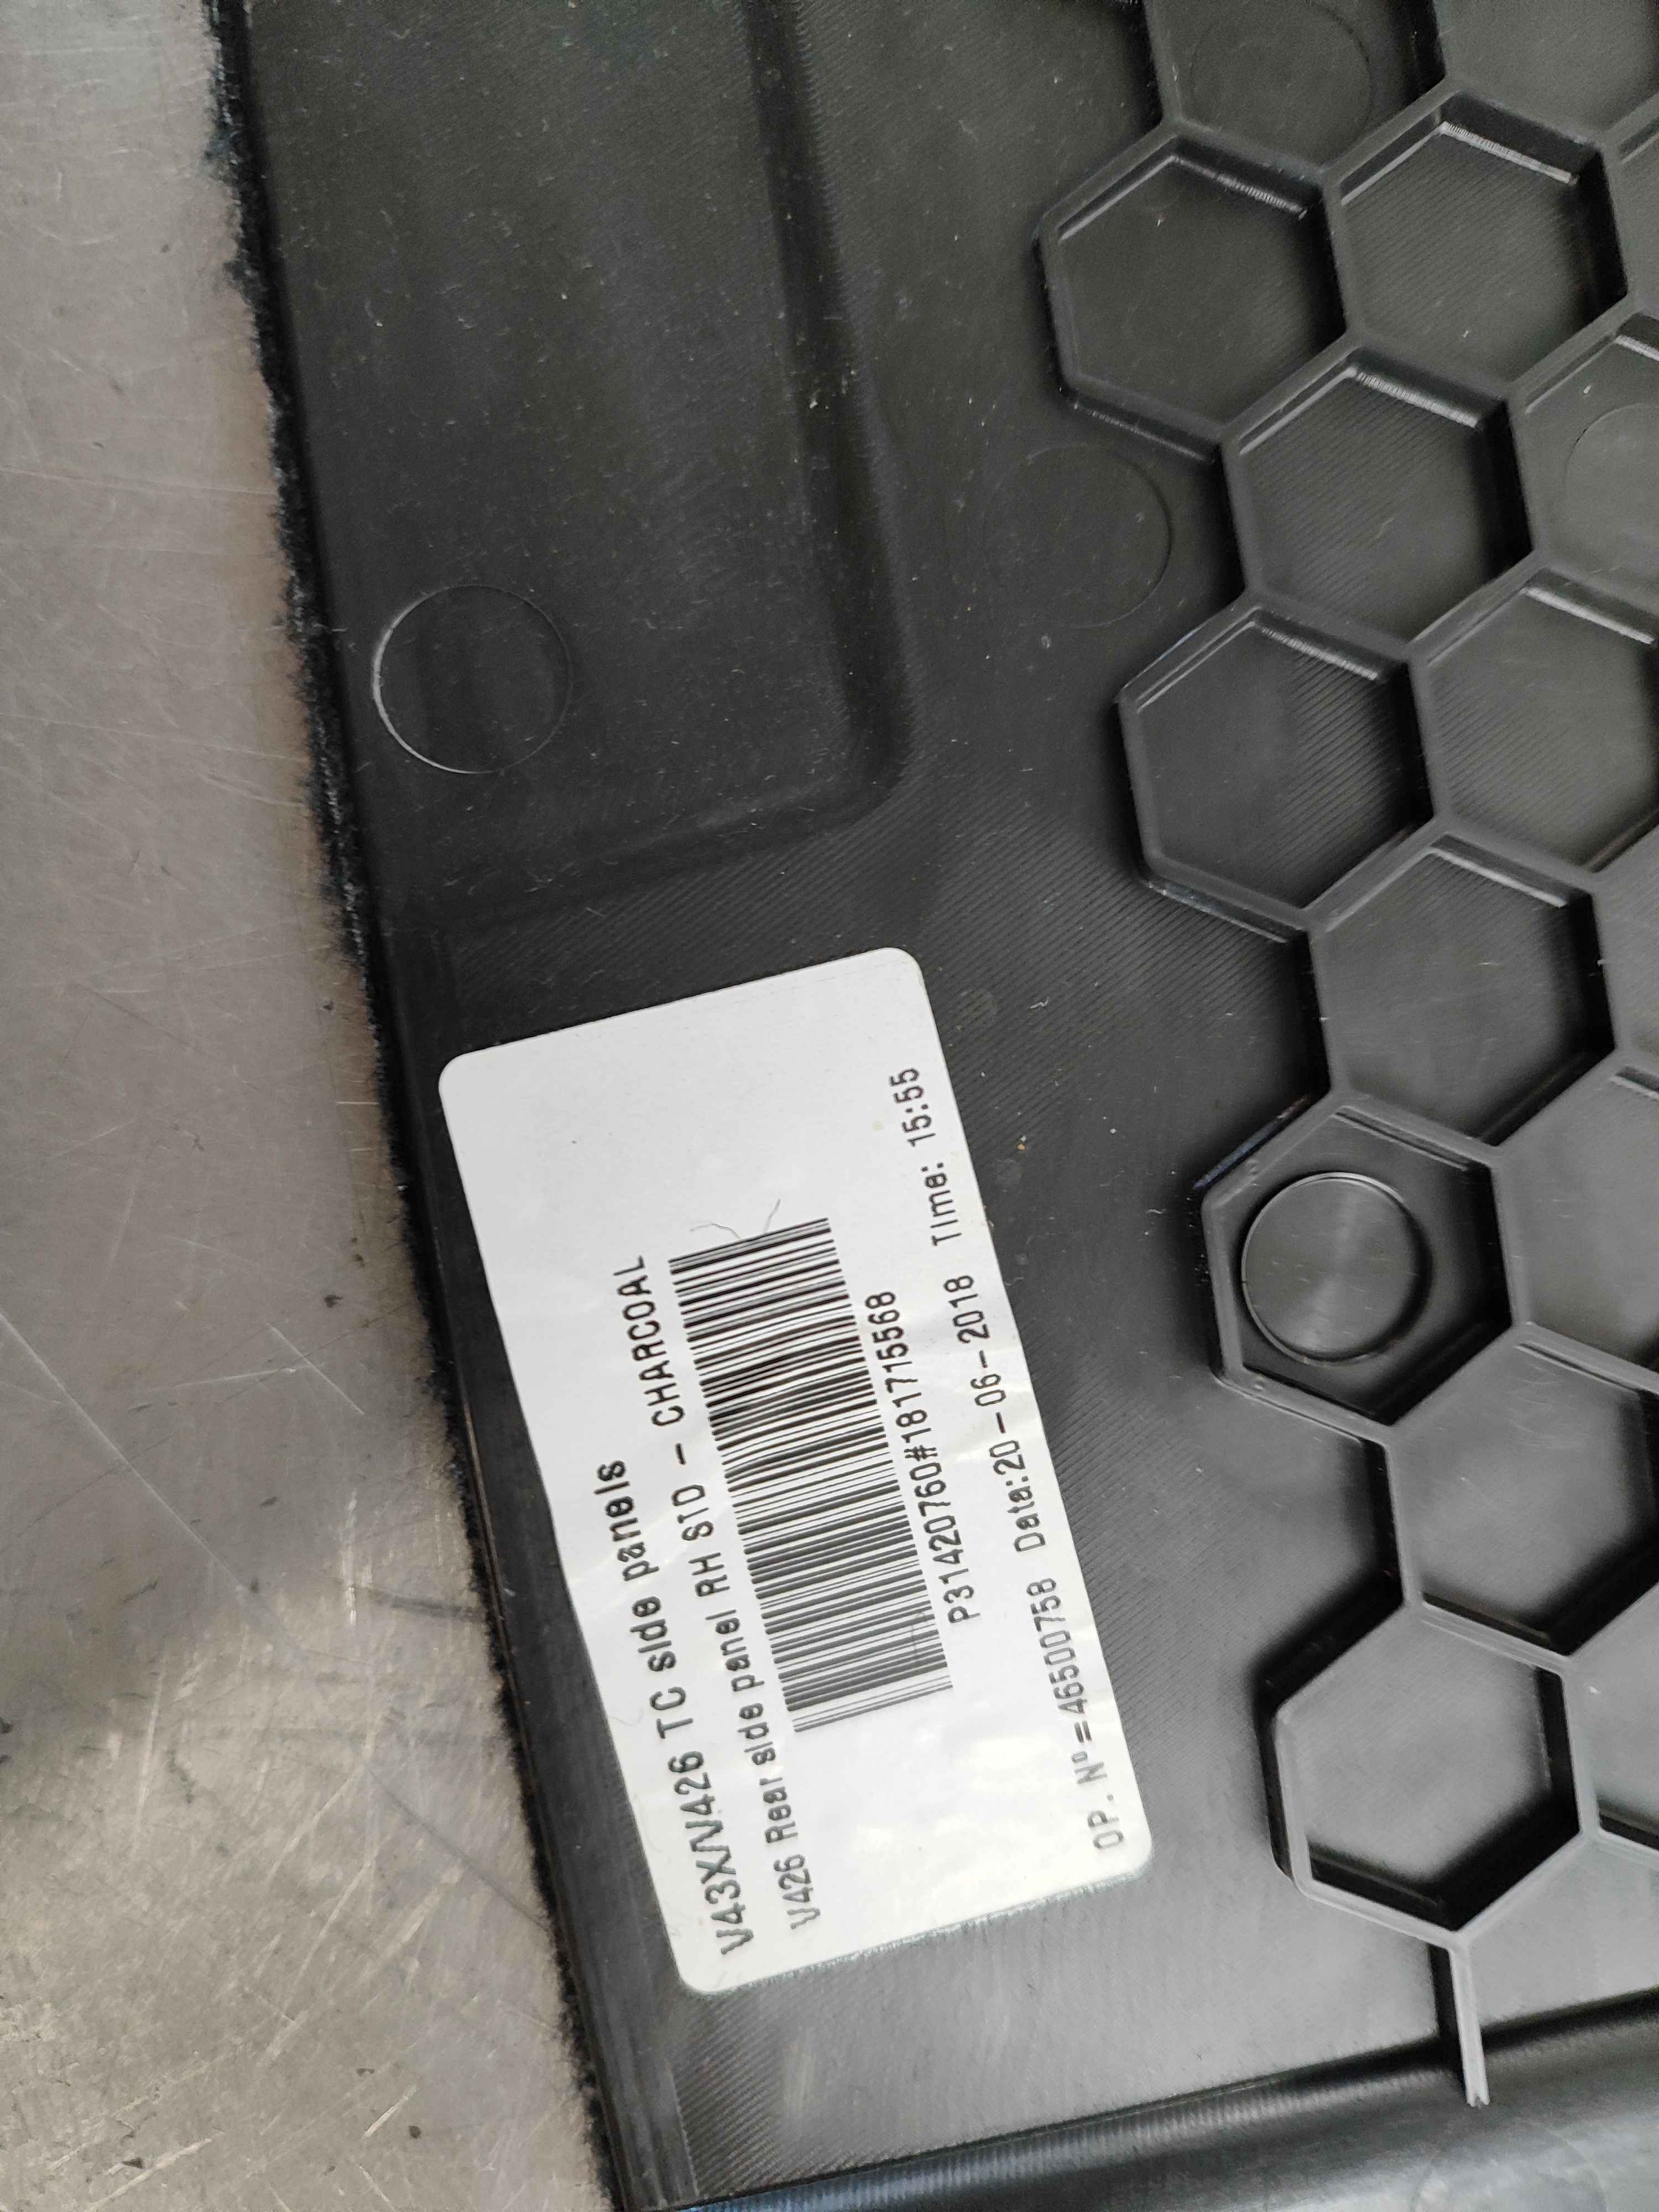 V43X/V426 TC side panels
V426 Rear side panel RH STD - CHARCOAL
P31420760#181715568
OP. Nº=46500758 Data:20-06-2018 Time: 15:55